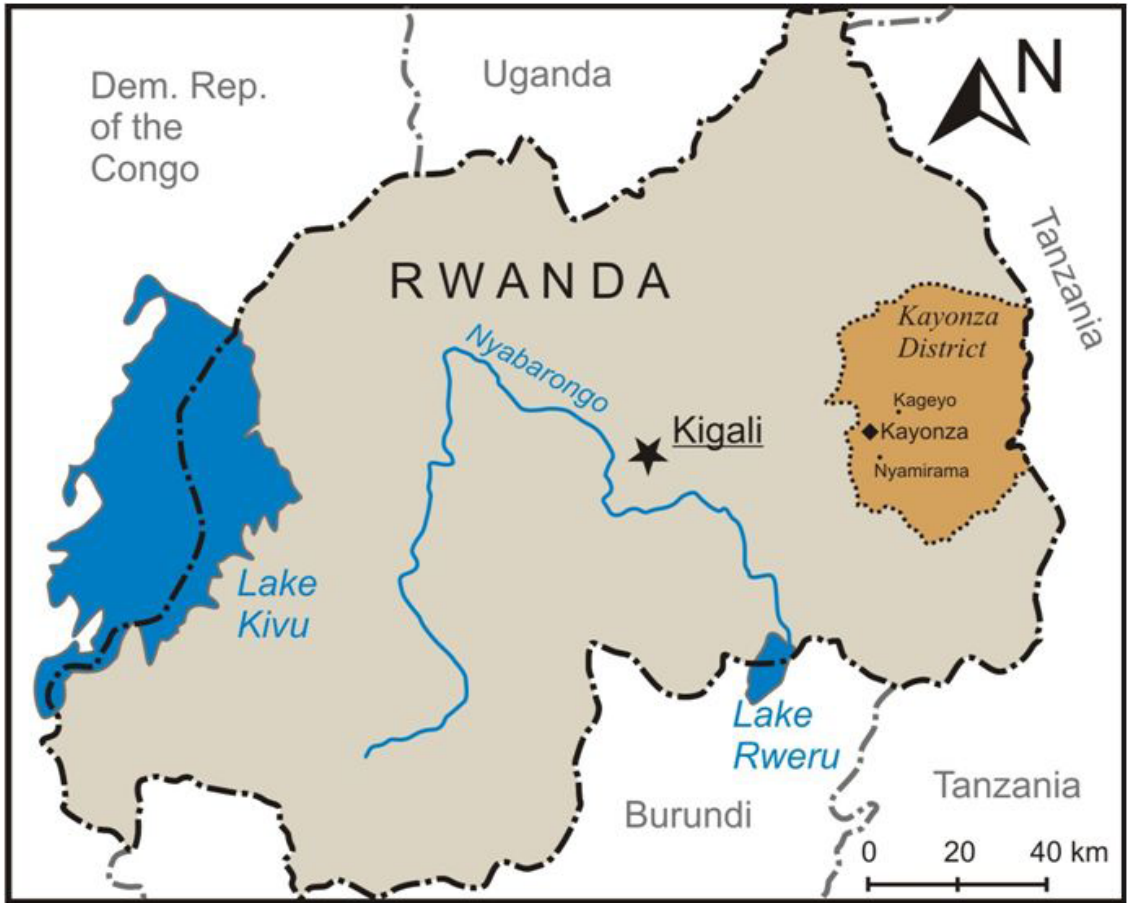 Dem. Rep.
of the
Congo
Uganda
N
Tanzania
RWANDA
Nyabarongo
Kigali
Kayonza
District
Kageyo
Kayonza
Nyamirama
Lake
Kivu
Lake
Rweru
Burundi
Tanzania
0 20 40 km